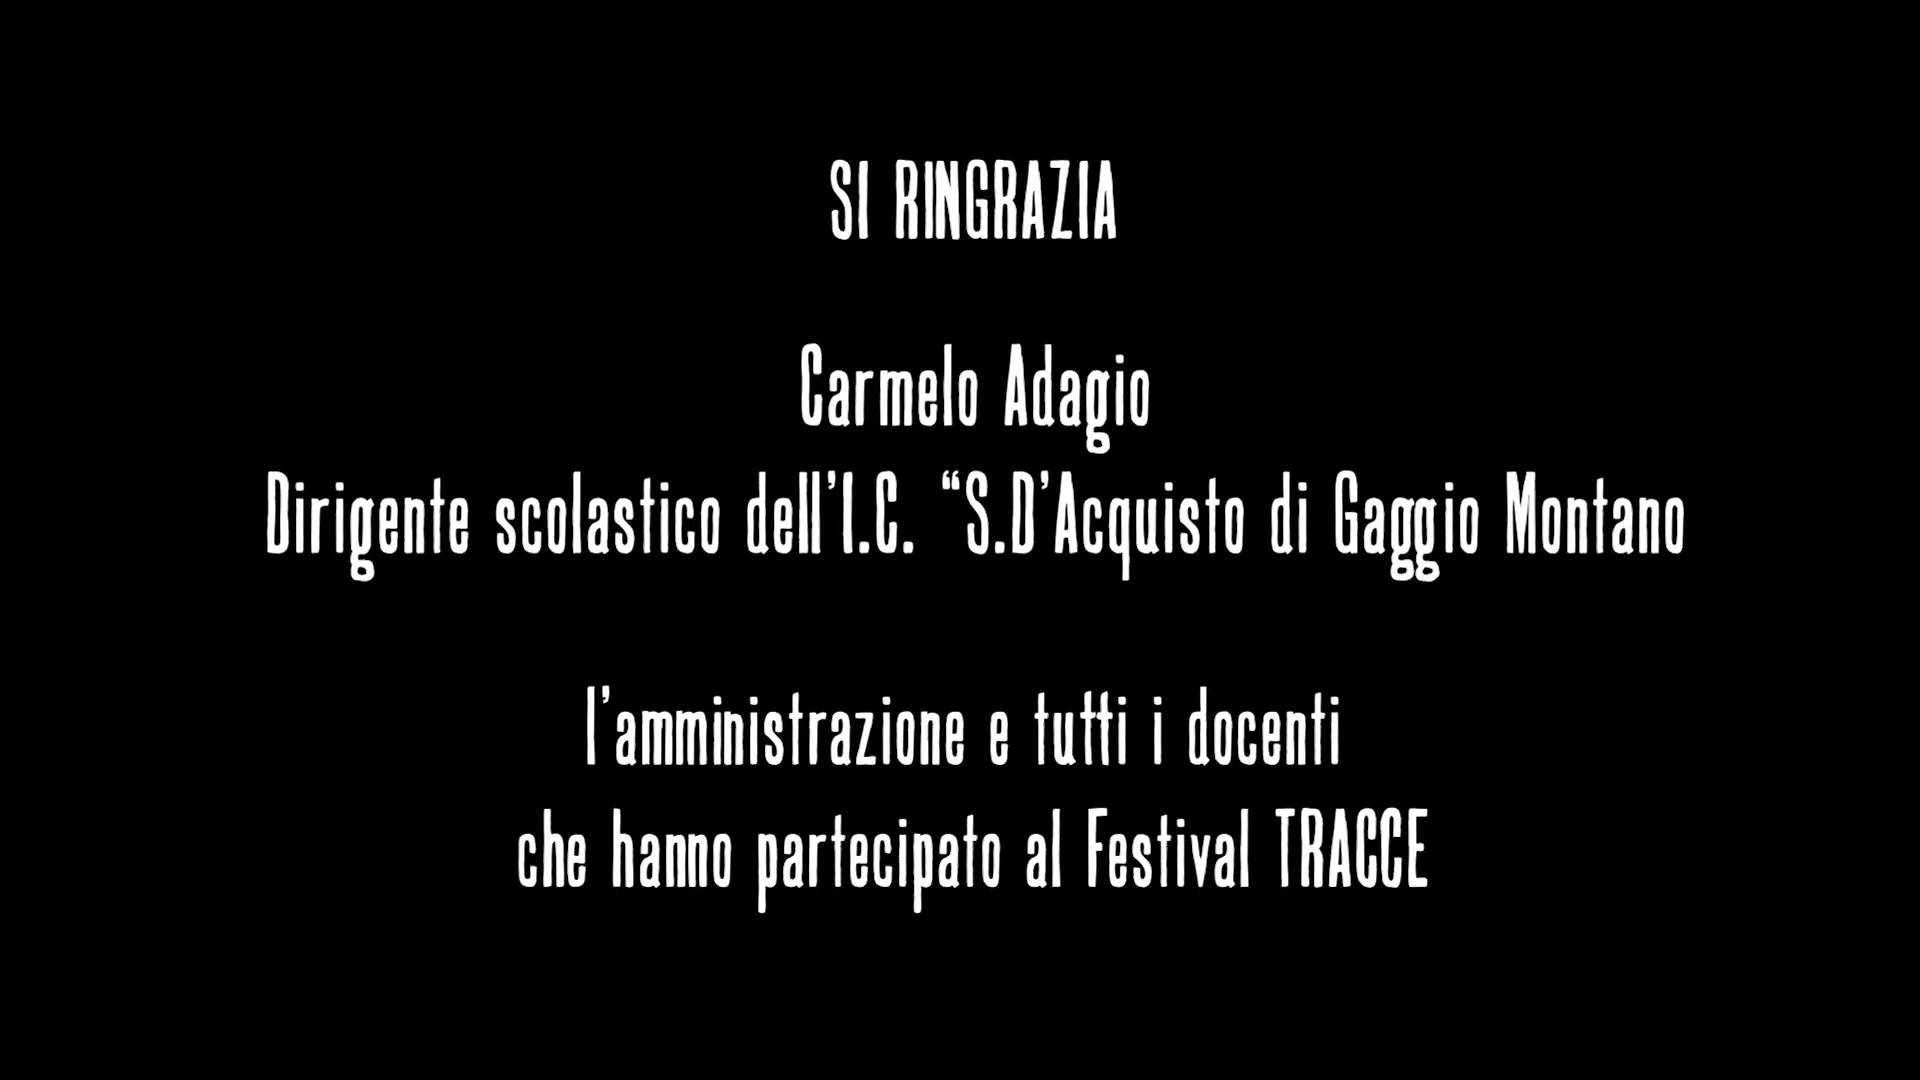 SI RINGRAZIA
Carmelo Adagio
Dirigente scolastico dell'I.C. “S.D'Acquisto di Gaggio Montano
l'amministrazione e tutti i docenti
che hanno partecipato al Festival TRACCE